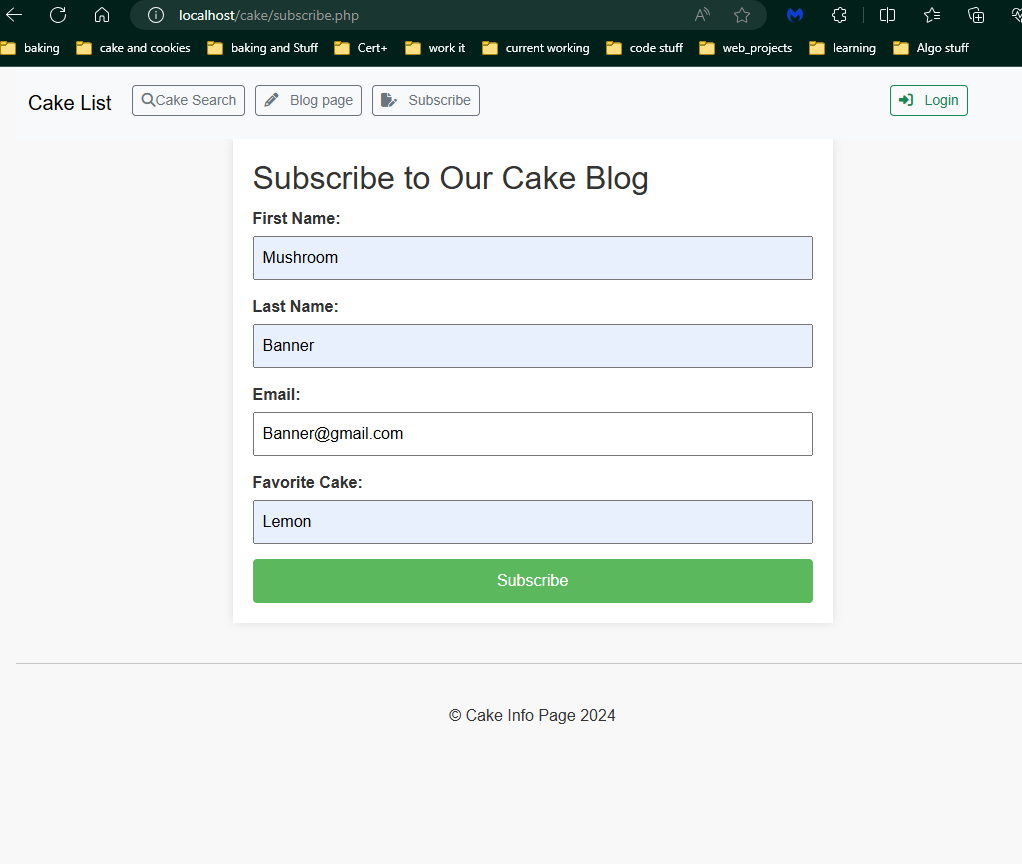 localhost/cake/subscribe.php
baking cake and cookies baking and Stuff Cert+ work it current working code stuff web_projects learning Algo stuff
Cake List Cake Search Blog page Subscribe Login
Subscribe to Our Cake Blog
First Name:
Mushroom
Last Name:
Banner
Email:
Banner@gmail.com
Favorite Cake:
Lemon
Subscribe
© Cake Info Page 2024